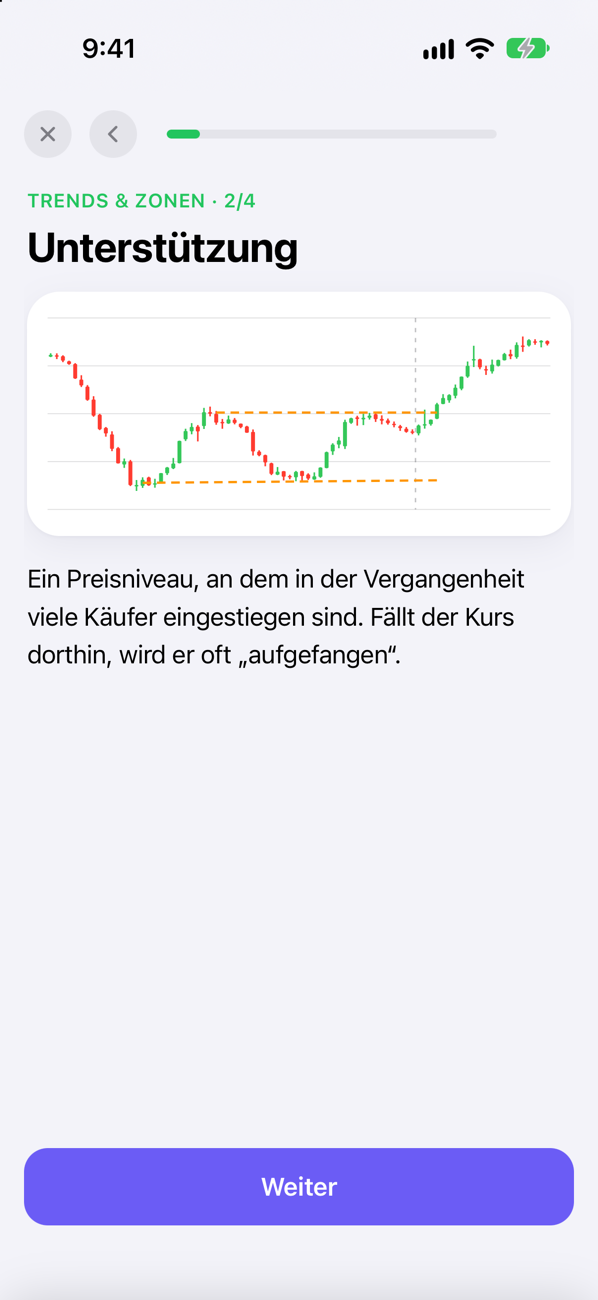 9:41
TRENDS & ZONEN · 2/4
Unterstützung
Ein Preisniveau, an dem in der Vergangenheit
viele Käufer eingestiegen sind. Fällt der Kurs
dorthin, wird er oft „aufgefangen“.
Weiter